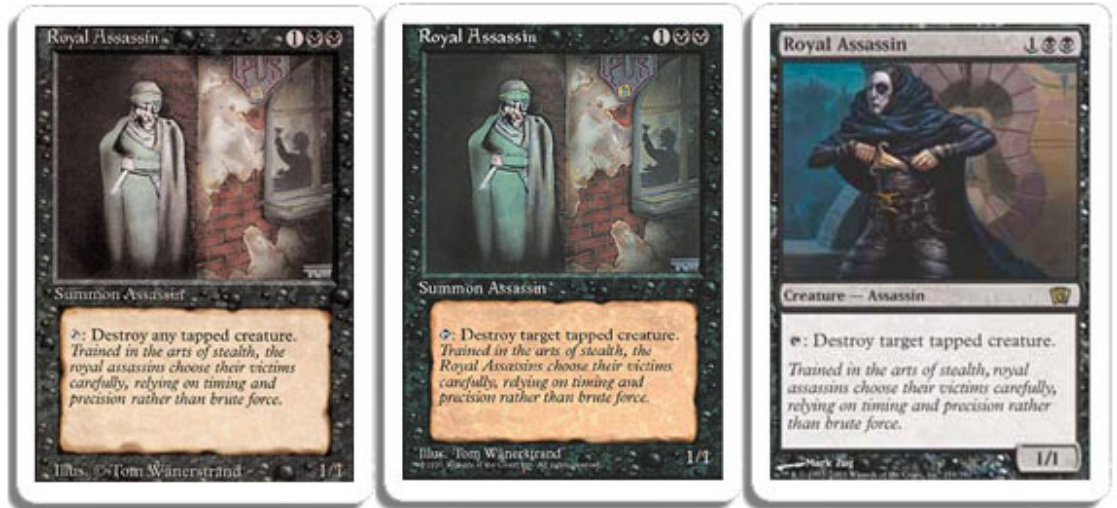 Royal Assassin 1
Summon Assassin
: Destroy any tapped creature.
Trained in the arts of stealth, the
royal assassins choose their victims
carefully, relying on timing and
precision rather than brute force.
Illus. © Tom Wänerstrand 1/1
Royal Assassin 1
Summon Assassin
: Destroy target tapped creature.
Trained in the arts of stealth, the
Royal Assassins choose their victims
carefully, relying on timing and
precision rather than brute force.
Illus. Tom Wänerstrand
1/1
Royal Assassin 1
Creature — Assassin
: Destroy target tapped creature.
Trained in the arts of stealth, royal
assassins choose their victims carefully,
relying on timing and precision rather
than brute force.
Mark Zug
1/1